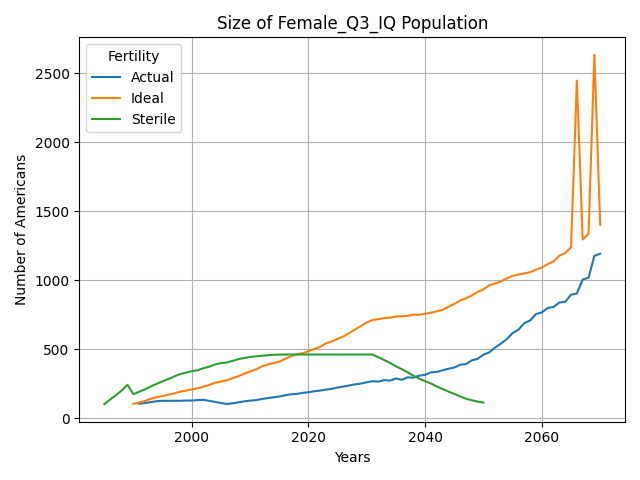 Size of Female_Q3_IQ Population
Fertility
Actual
Ideal
Sterile
Number of Americans
2500
2000
1500
1000
500
0
2000
2020
2040
2060
Years